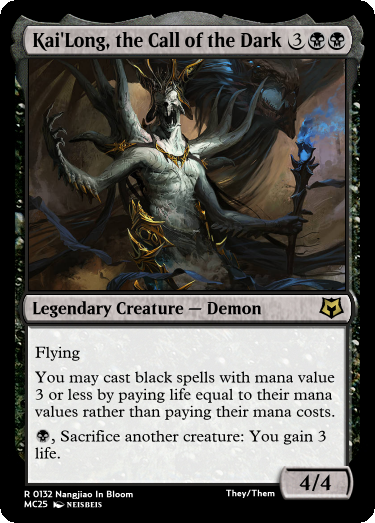 Kai'Long, the Call of the Dark 3
Legendary Creature — Demon
Flying
You may cast black spells with mana value
3 or less by paying life equal to their mana
values rather than paying their mana costs.
, Sacrifice another creature: You gain 3
life.
4/4
R 0132 Nangjiao In Bloom
They/Them
MC25 NEISBEIS